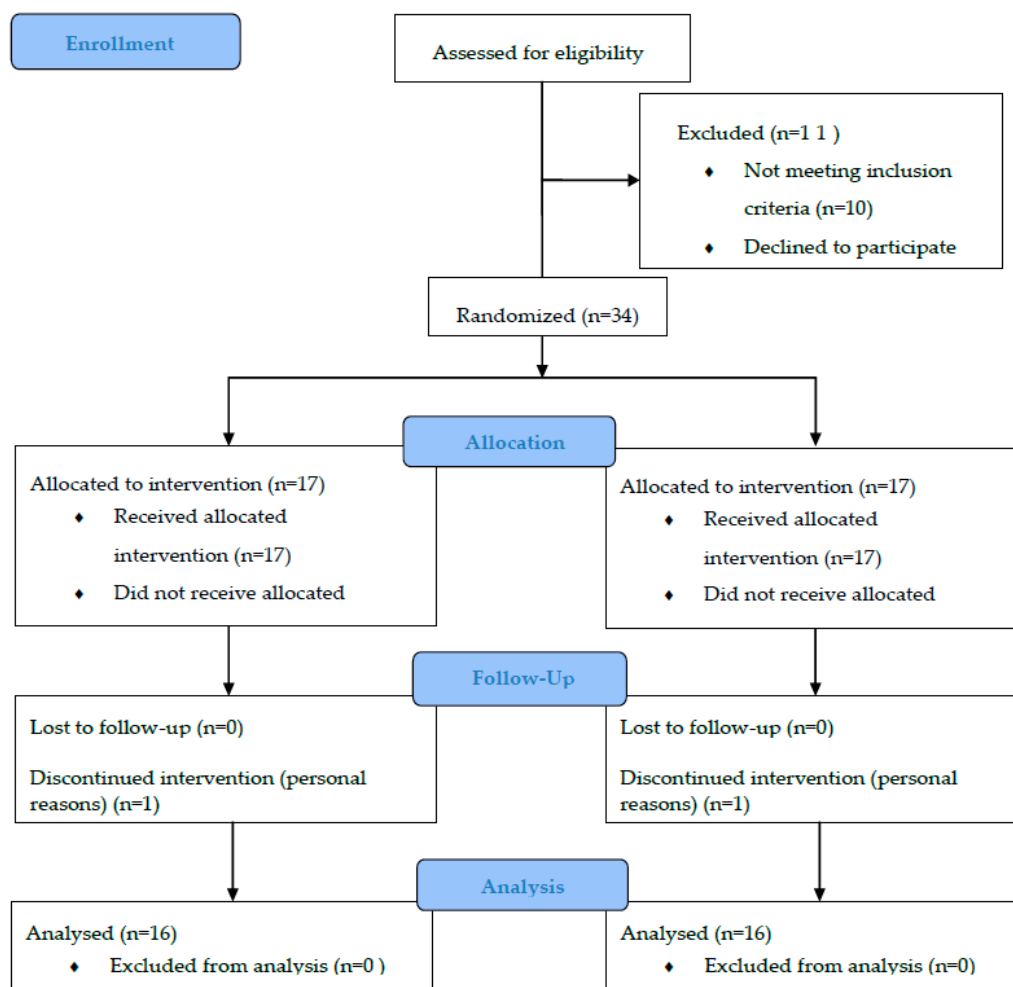 Enrollment
Assessed for eligibility
Excluded (n=1 1 )
♦ Not meeting inclusion
criteria (n=10)
♦ Declined to participate
Randomized (n=34)
Allocation
Allocated to intervention (n=17)
♦ Received allocated
intervention (n=17)
♦ Did not receive allocated
Allocated to intervention (n=17)
♦ Received allocated
intervention (n=17)
♦ Did not receive allocated
Follow-Up
Lost to follow-up (n=0)
Discontinued intervention (personal
reasons) (n=1)
Lost to follow-up (n=0)
Discontinued intervention (personal
reasons) (n=1)
Analysis
Analysed (n=16)
♦ Excluded from analysis (n=0 )
Analysed (n=16)
♦ Excluded from analysis (n=0)